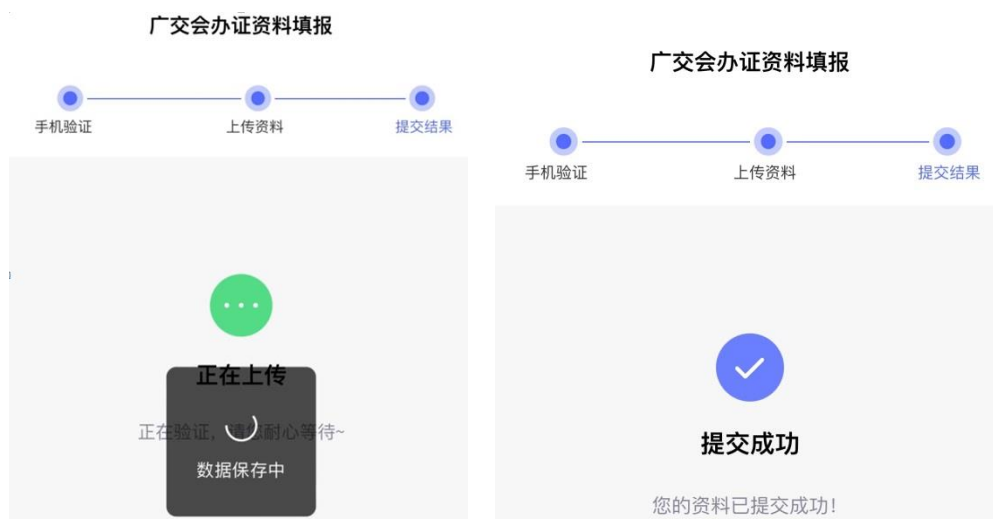 广交会办证资料填报
手机验证
上传资料
提交结果
正在上传
正在验证，请您耐心等待~
数据保存中
广交会办证资料填报
手机验证
上传资料
提交结果
提交成功
您的资料已提交成功！